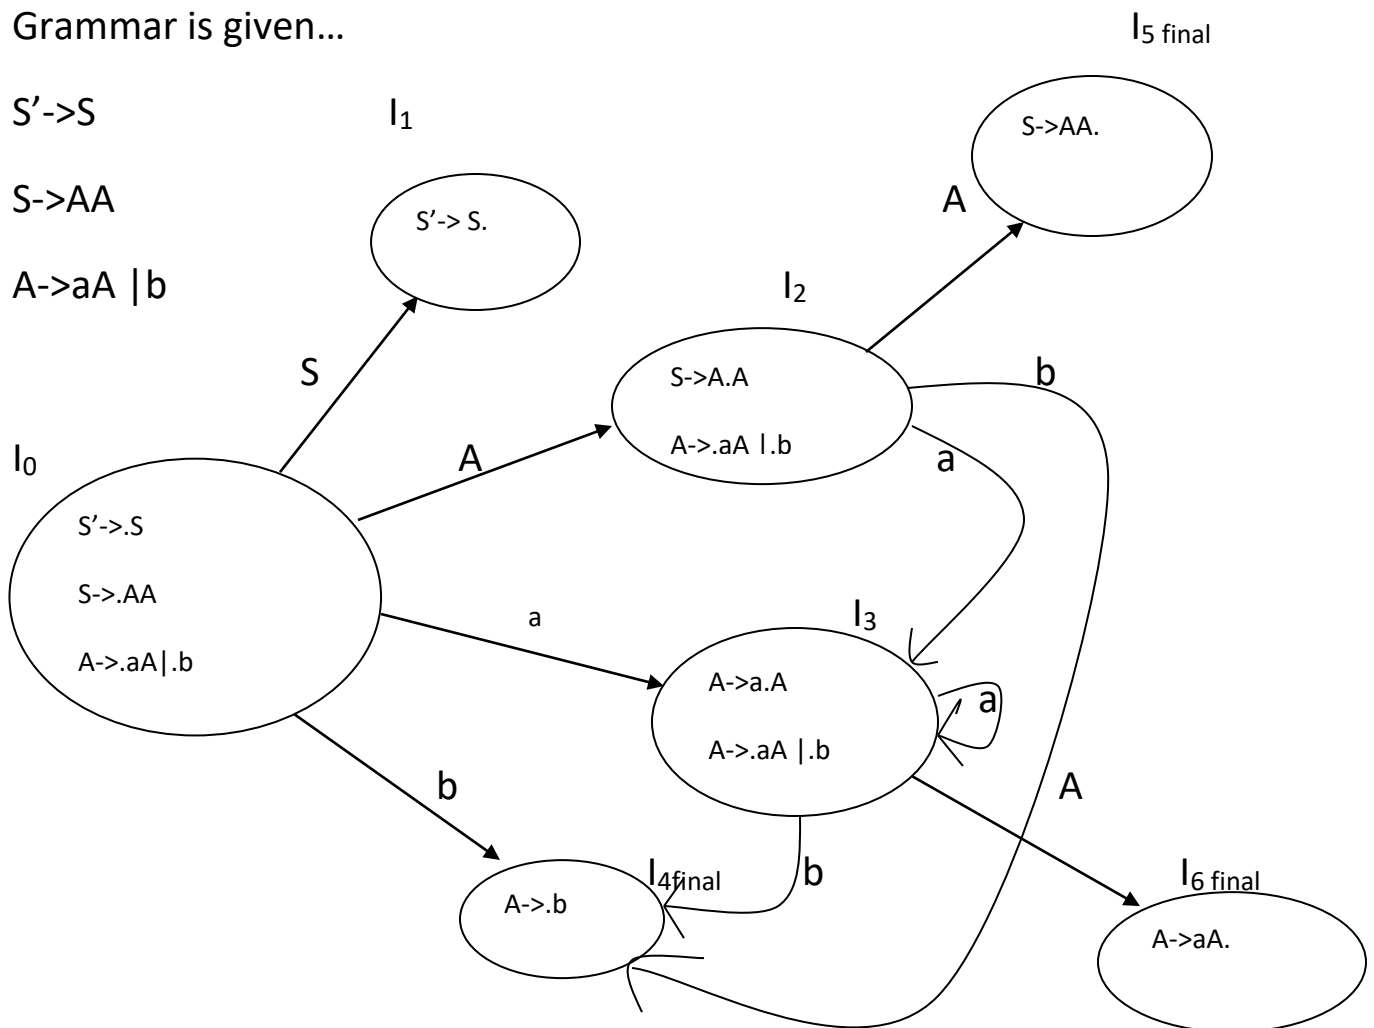 Grammar is given…
I5 final
S’->S
I1
S->AA.
S->AA
A
S’-> S.
A->aA |b
I2
S
S->A.A
b
I0
A
A->.aA |.b
a
S’->.S
S->.AA
a
I3
A->.aA|.b
A->a.A
a
A->.aA |.b
b
A
I4final
b
I6 final
A->.b
A->aA.